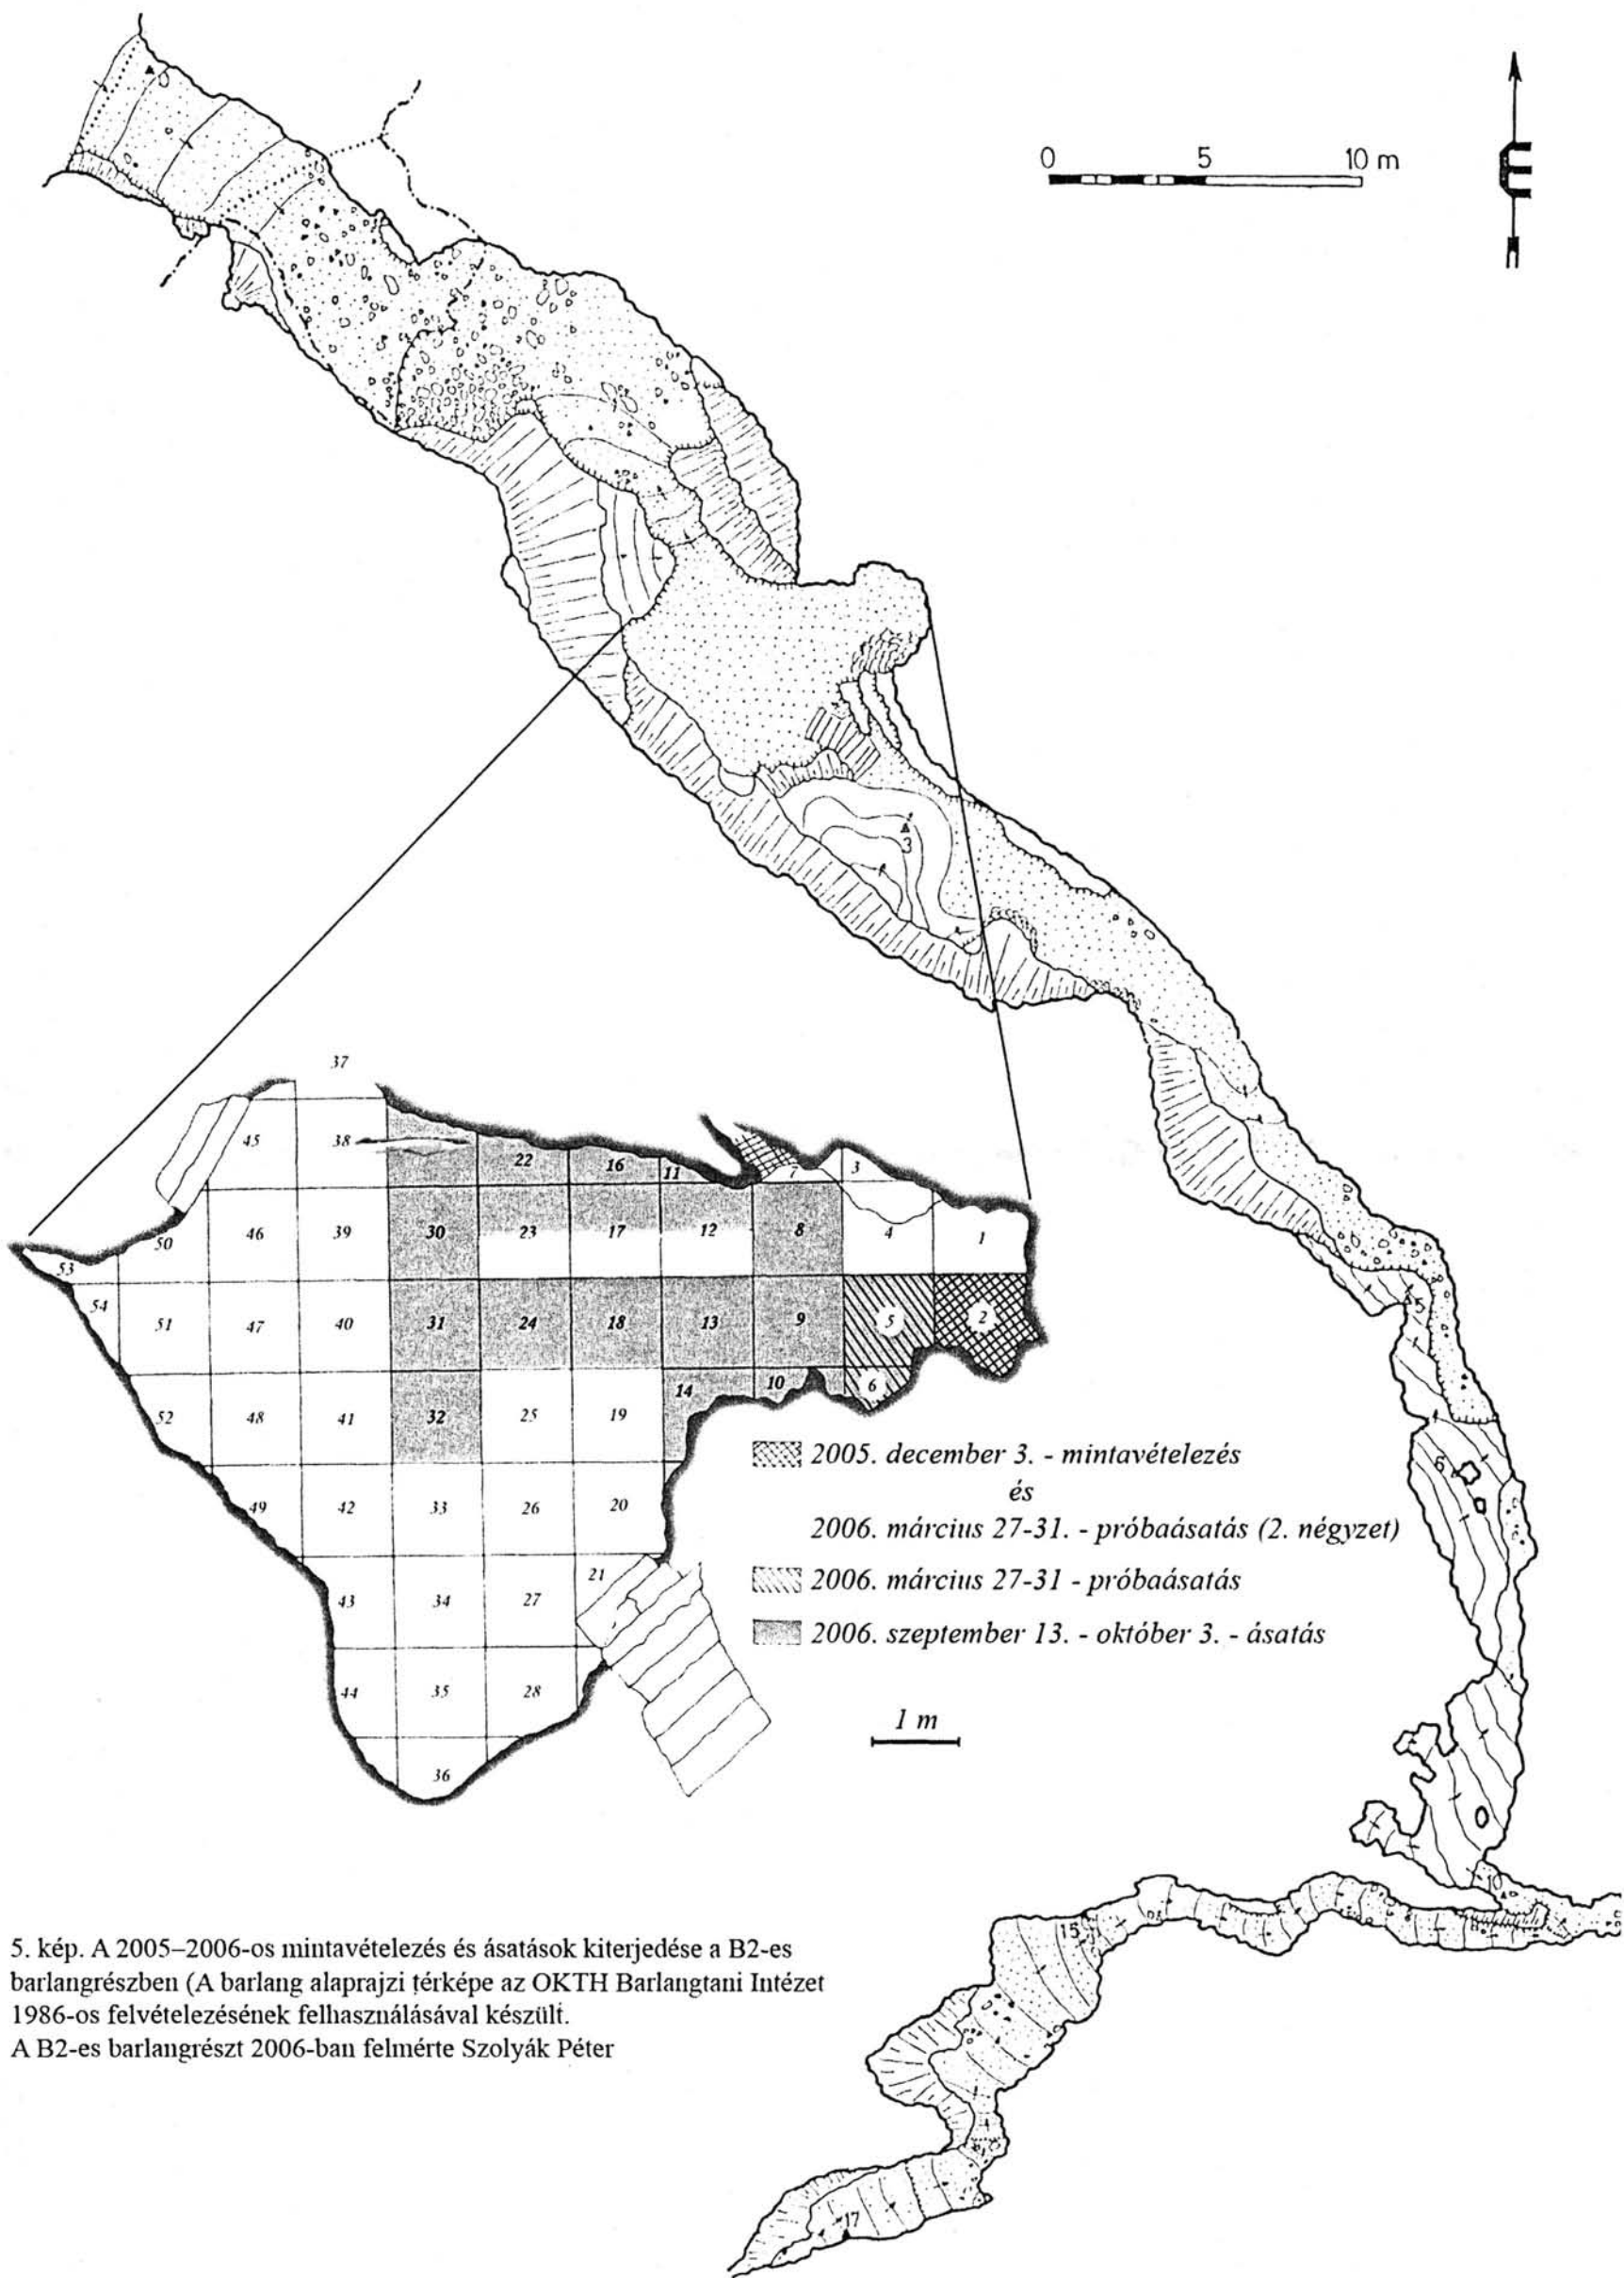 0 5 10 m
E
n
3
5
6
10
15
17
37
45 38 22 16 11 7 3
50 46 39 30 23 17 12 8 4 1
53
54 51 47 40 31 24 18 13 9 5 2
52 48 41 32 25 19 14 10 6
49 42 33 26 20
43 34 27 21
44 35 28
36
2005. december 3. - mintavételezés
és
2006. március 27-31. - próbaásatás (2. négyzet)
2006. március 27-31 - próbaásatás
2006. szeptember 13. - október 3. - ásatás
1 m
5. kép. A 2005–2006-os mintavételezés és ásatások kiterjedése a B2-es
barlangrészben (A barlang alaprajzi térképe az OKTH Barlangtani Intézet
1986-os felvételezésének felhasználásával készült.
A B2-es barlangrészt 2006-ban felmérte Szolyák Péter